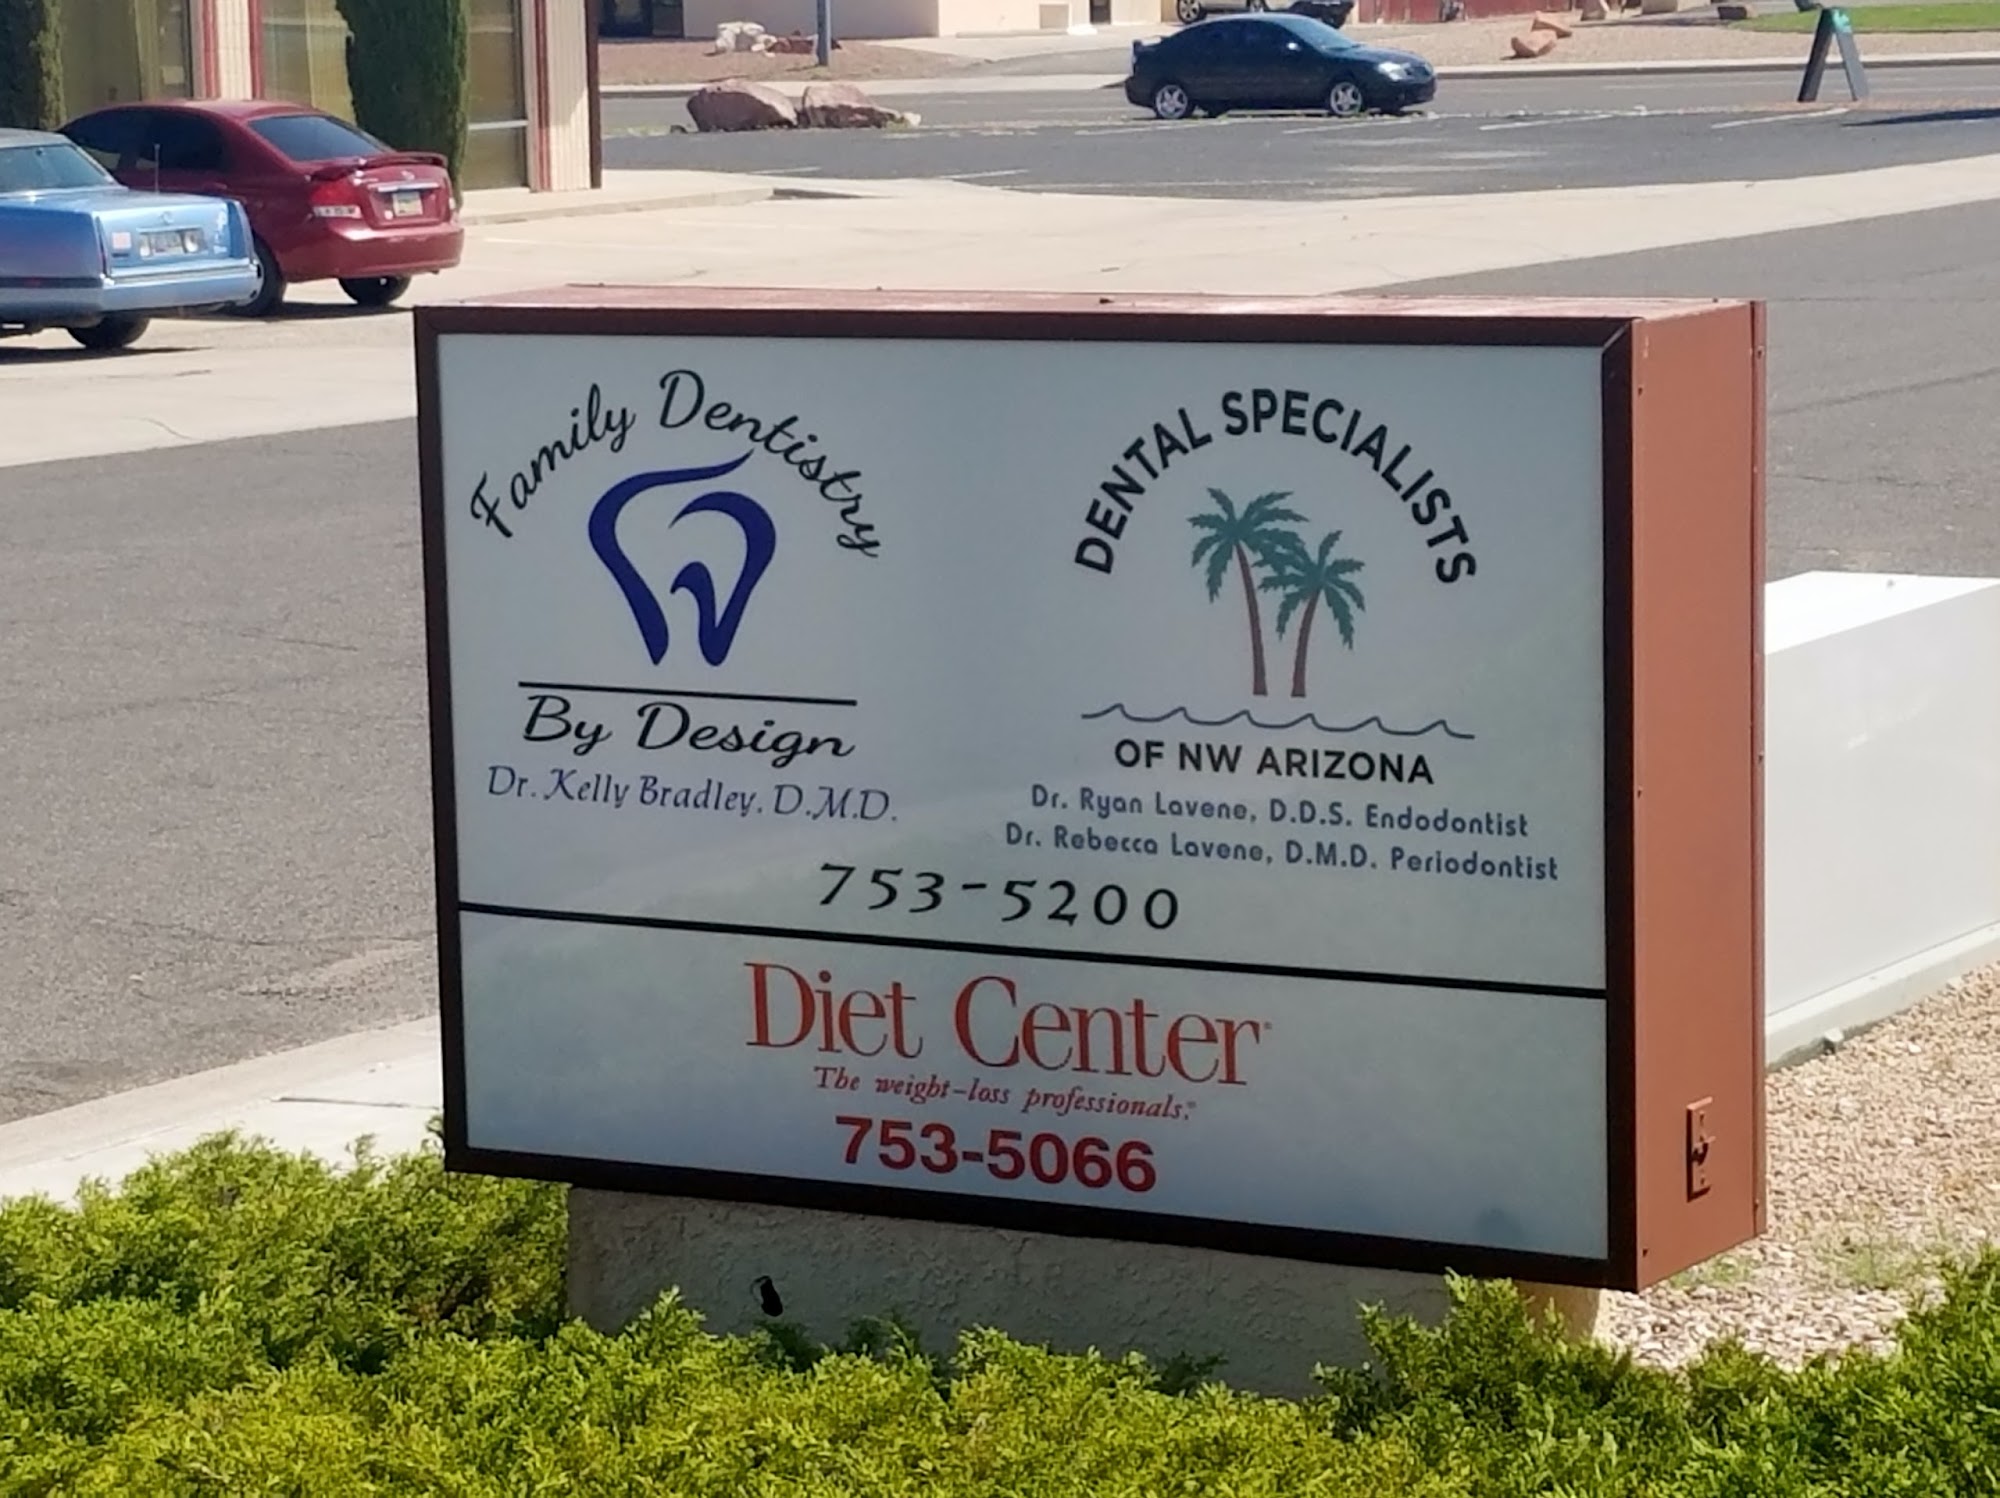 Family Dentistry
By Design
Dr. Kelly Bradley, D.M.D.
DENTAL SPECIALISTS
OF NW ARIZONA
Dr. Ryan Lavene, D.D.S. Endodontist
Dr. Rebecca Lavene, D.M.D. Periodontist
753-5200
Diet Center®
The weight-loss professionals.®
753-5066